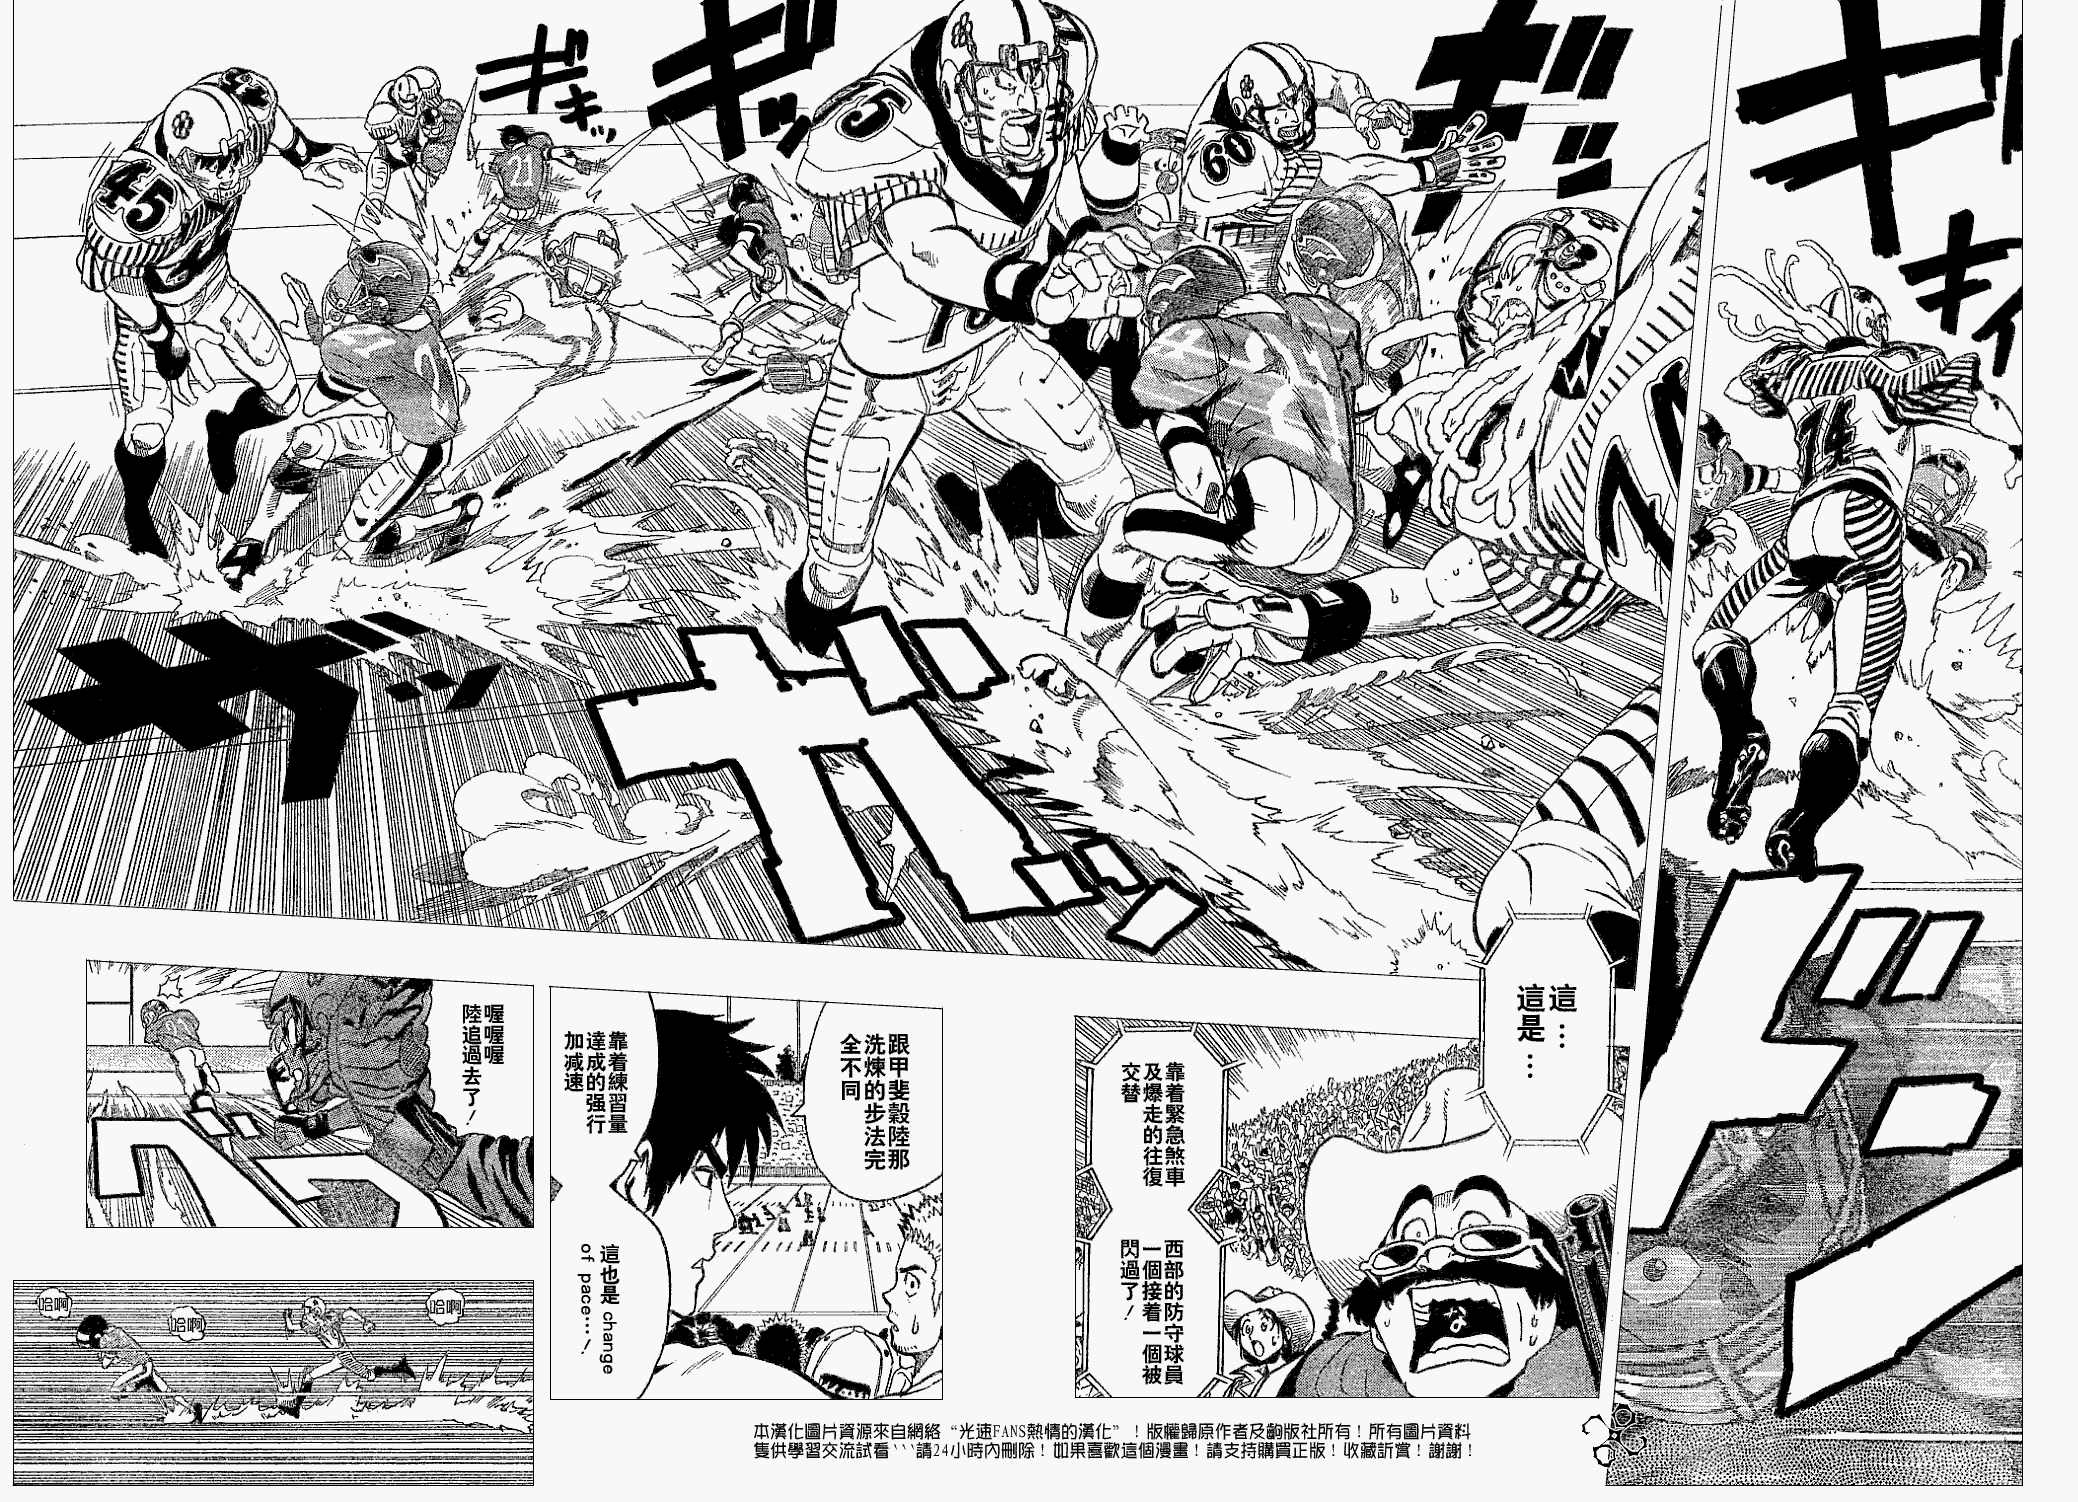 ギ
ギィ
ギッ
ギッ
ギ
キッ
ザッ
ガガッ
ドン
這…
這是…
靠着緊急煞車
及爆走的往復
交替
西部的防守球員
一個接着一個被
閃過了!
跟甲斐穀陸那
洗煉的步法完
全不同
靠着練習量
達成的强行
加减速
這也是change
of pace……
喔喔喔
陸追過去了!
哈啊
哈啊
哈啊
本漢化圖片資源來自網絡 “光速FANS熱情的漢化” ! 版權歸原作者及齣版社所有! 所有圖片資料
隻供學習交流試看```請24小時內刪除! 如果喜歡這個漫畫! 請支持購買正版! 收藏訢賞! 謝謝!